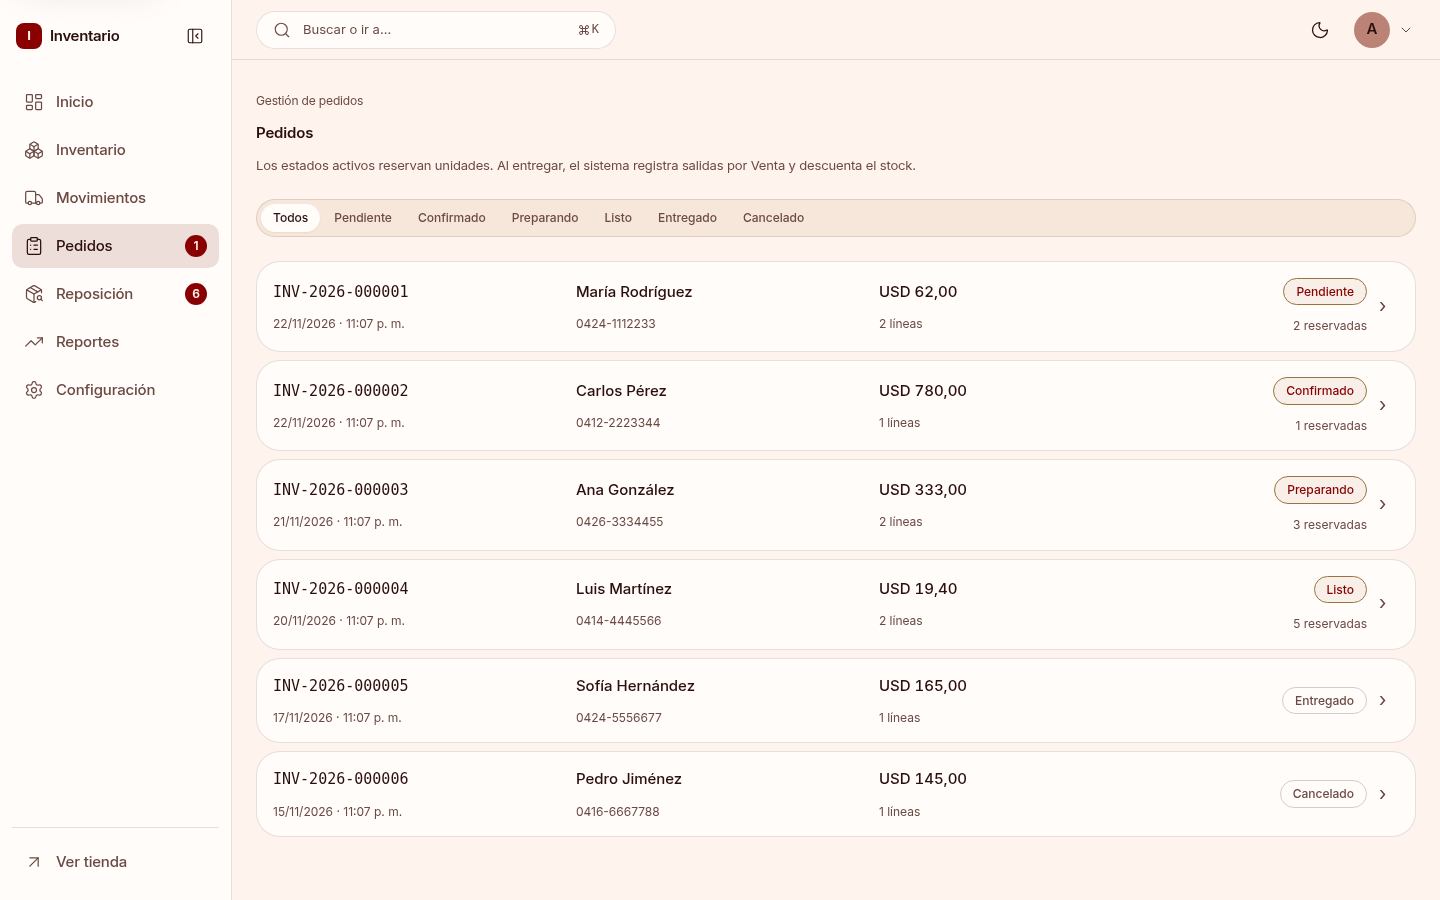 I Inventario
Buscar o ir a... ⌘K
A
Inicio
Inventario
Movimientos
Pedidos 1
Reposición 6
Reportes
Configuración
Ver tienda
Gestión de pedidos
Pedidos
Los estados activos reservan unidades. Al entregar, el sistema registra salidas por Venta y descuenta el stock.
Todos Pendiente Confirmado Preparando Listo Entregado Cancelado
INV-2026-000001 María Rodríguez USD 62,00 Pendiente
22/11/2026 · 11:07 p. m. 0424-1112233 2 líneas 2 reservadas
INV-2026-000002 Carlos Pérez USD 780,00 Confirmado
22/11/2026 · 11:07 p. m. 0412-2223344 1 líneas 1 reservadas
INV-2026-000003 Ana González USD 333,00 Preparando
21/11/2026 · 11:07 p. m. 0426-3334455 2 líneas 3 reservadas
INV-2026-000004 Luis Martínez USD 19,40 Listo
20/11/2026 · 11:07 p. m. 0414-4445566 2 líneas 5 reservadas
INV-2026-000005 Sofía Hernández USD 165,00 Entregado
17/11/2026 · 11:07 p. m. 0424-5556677 1 líneas
INV-2026-000006 Pedro Jiménez USD 145,00 Cancelado
15/11/2026 · 11:07 p. m. 0416-6667788 1 líneas